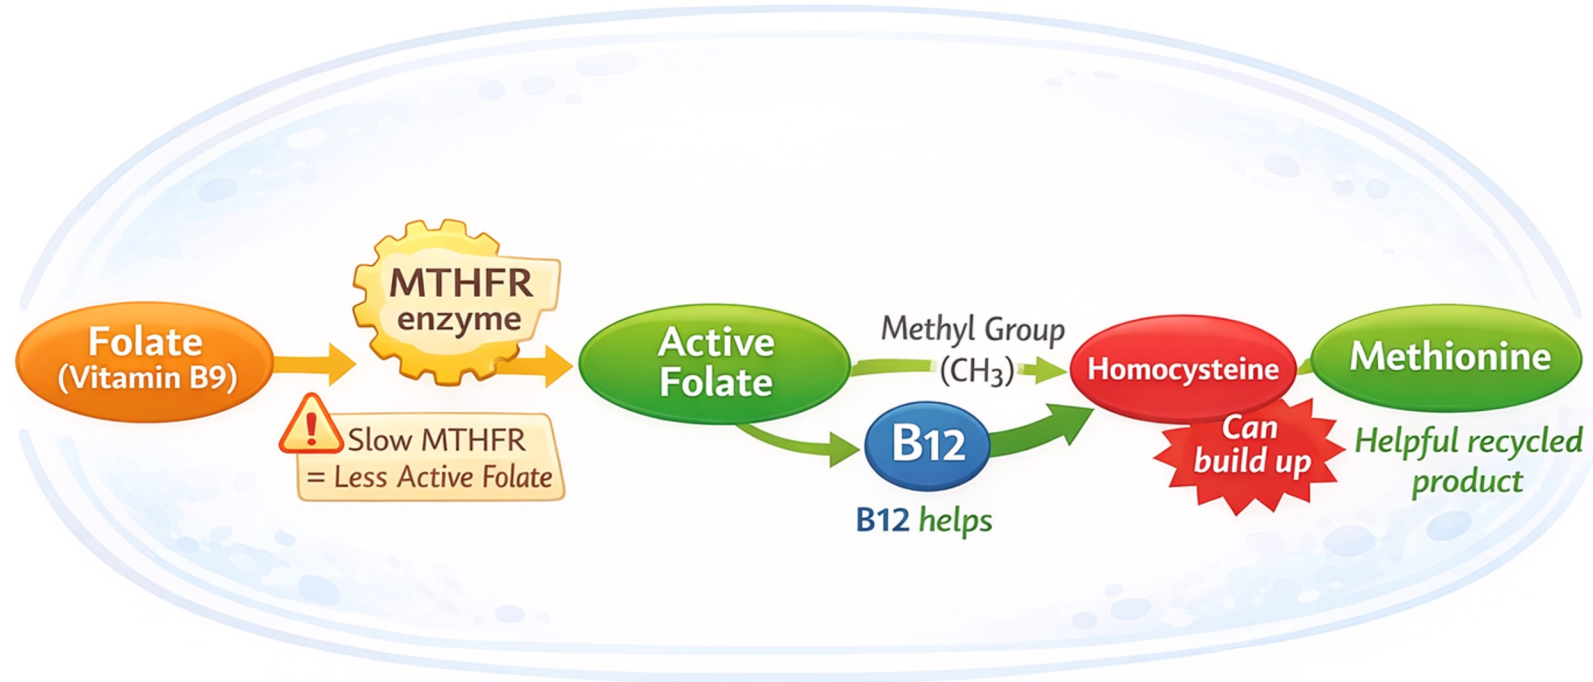 Folate
(Vitamin B9)
MTHFR
enzyme
! Slow MTHFR
= Less Active Folate
Active
Folate
Methyl Group
(CH₃)
B12
B12 helps
Homocysteine
Can
build up
Methionine
Helpful recycled
product